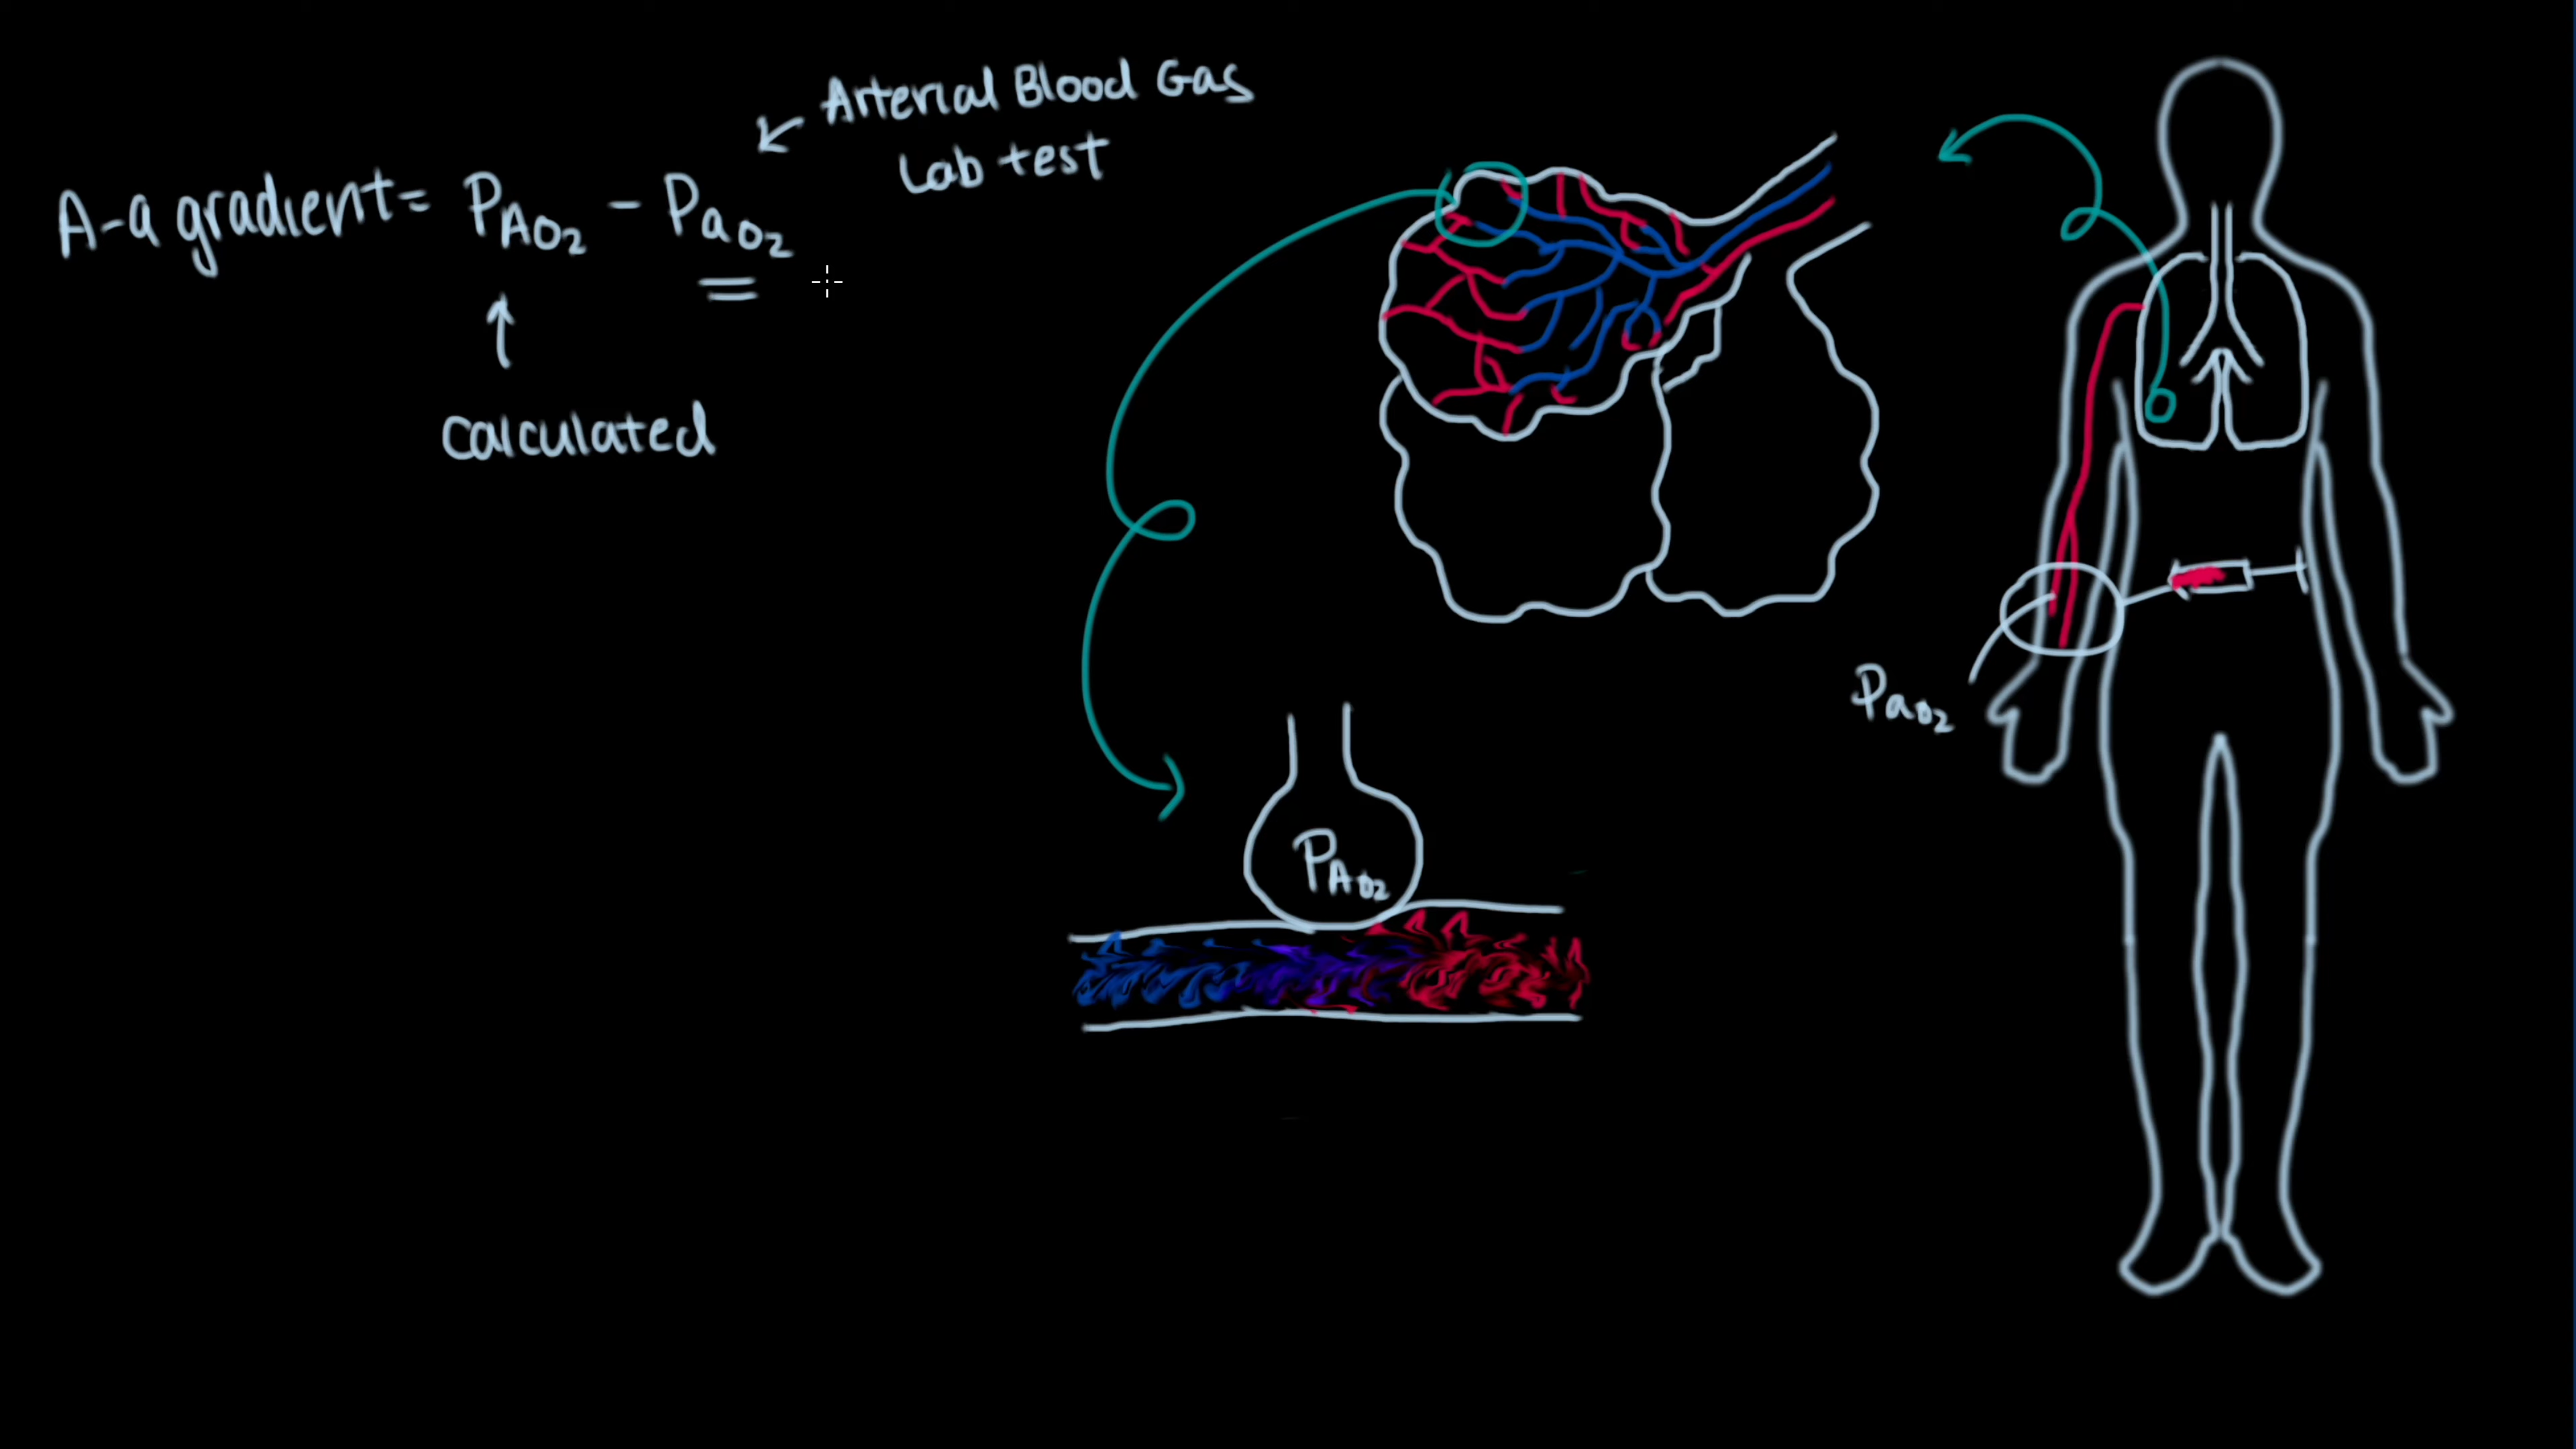 Arterial Blood Gas
Lab test
A-a gradient = PAO2 - PaO2
calculated
PaO2
PAO2